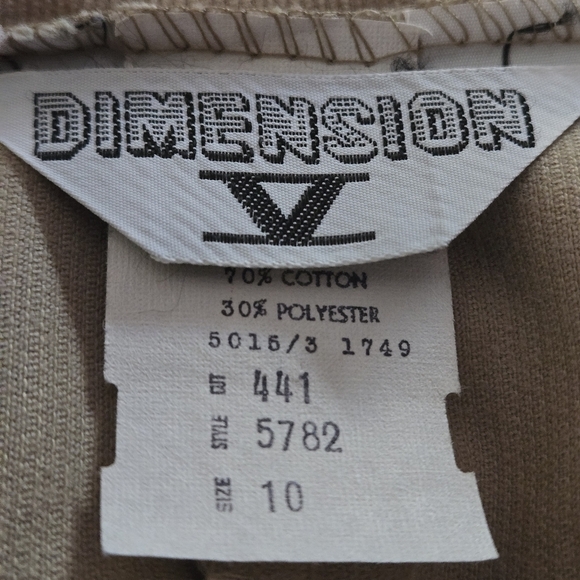 DIMENSION
V
70% COTTON
30% POLYESTER
5015/3 1749
CUT 441
STYLE 5782
SIZE 10